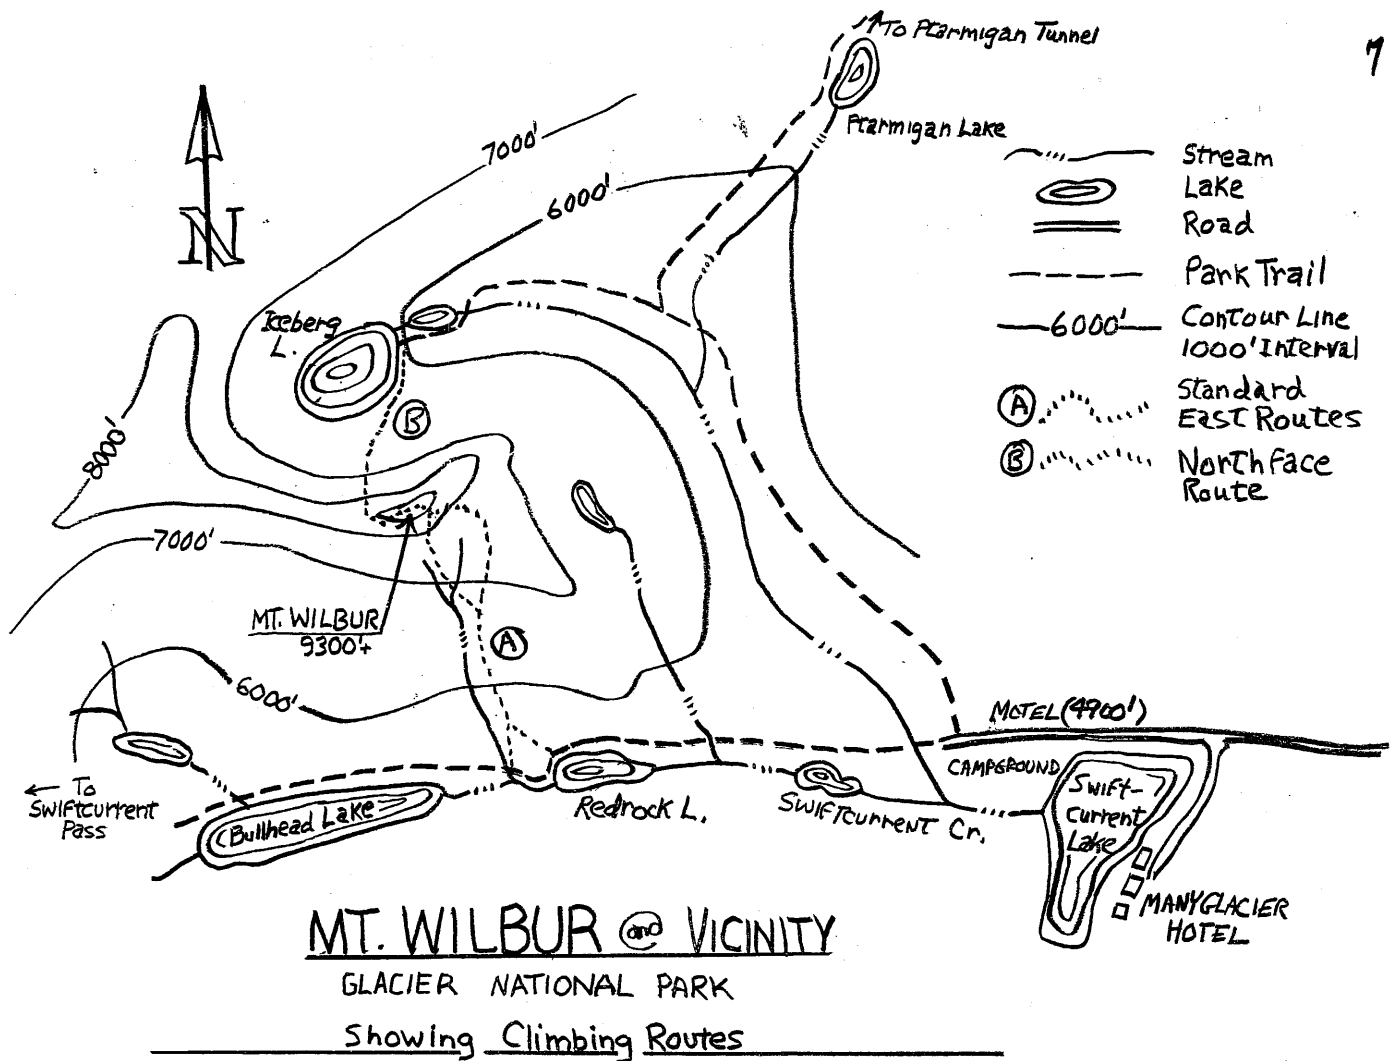 To Ptarmigan Tunnel
7
Ptarmigan Lake
7000'
6000'
N
Stream
Lake
Road
Park Trail
6000'
Contour Line
1000' Interval
A
Standard
East Routes
B
North Face
Route
Iceberg
L.
B
8000'
7000'
MT. WILBUR
9300'+
A
6000'
MOTEL (4900')
CAMPGROUND
To
Swiftcurrent
Pass
Bullhead Lake
Redrock L.
Swiftcurrent Cr.
Swift-
current
Lake
MANYGLACIER
HOTEL
MT. WILBUR and VICINITY
GLACIER NATIONAL PARK
Showing Climbing Routes